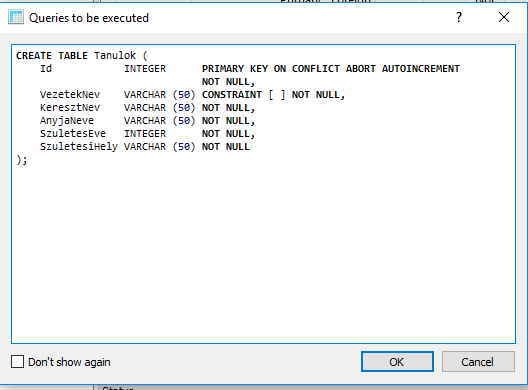 Queries to be executed
CREATE TABLE Tanulok (
    Id            INTEGER      PRIMARY KEY ON CONFLICT ABORT AUTOINCREMENT
                               NOT NULL,
    VezetekNev    VARCHAR (50) CONSTRAINT [ ] NOT NULL,
    KeresztNev    VARCHAR (50) NOT NULL,
    AnyjaNeve     VARCHAR (50) NOT NULL,
    SzuletesEve   INTEGER      NOT NULL,
    SzuletesiHely VARCHAR (50) NOT NULL
);
Don't show again
OK
Cancel